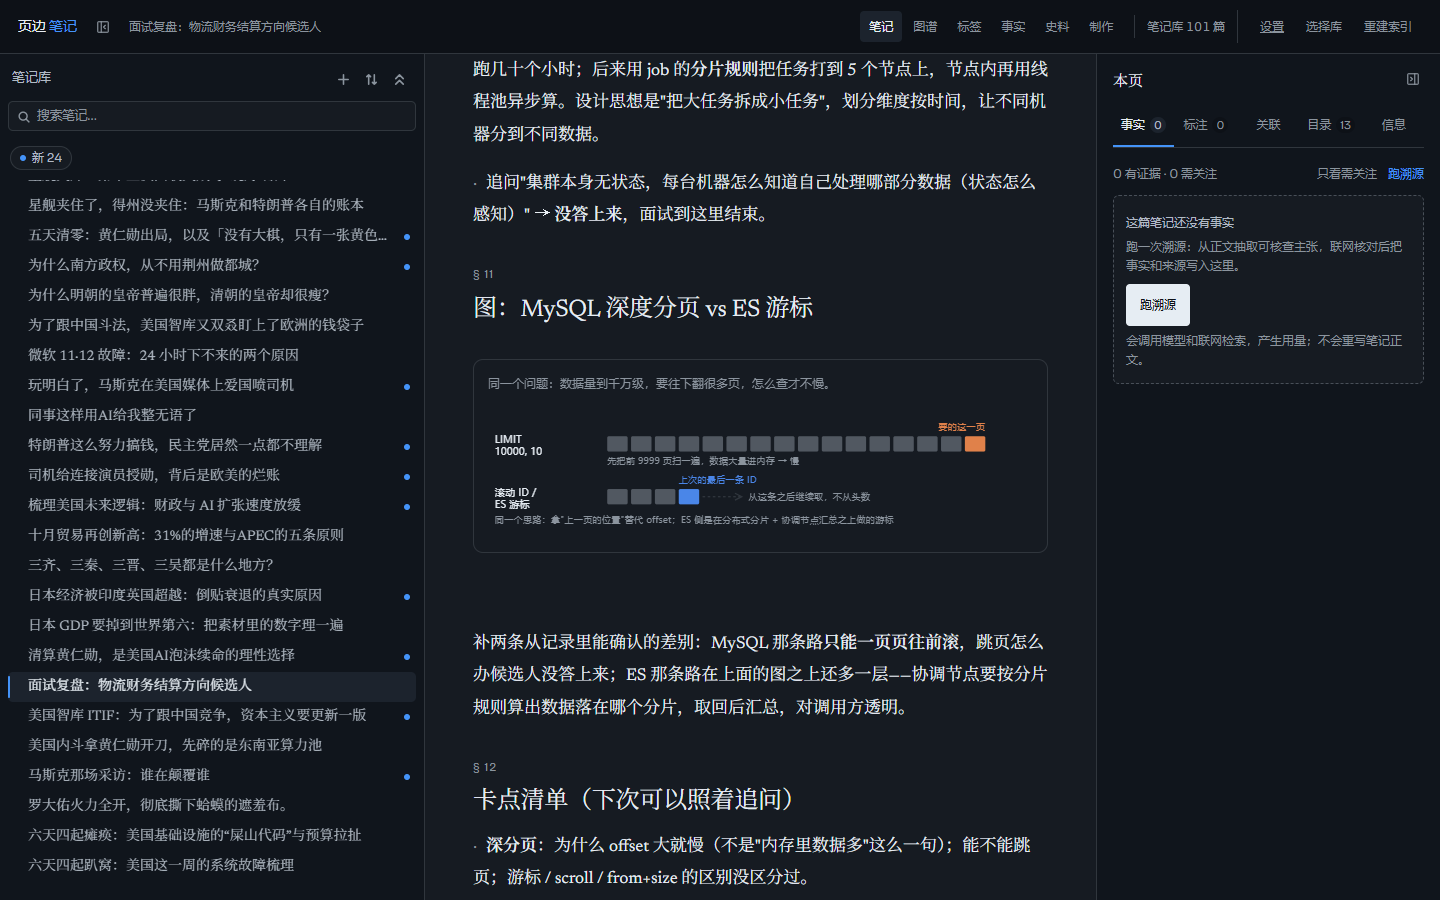 页边 笔记
面试复盘：物流财务结算方向候选人
笔记 图谱 标签 事实 史料 制作 笔记库 101 篇 设置 选择库 重建索引
笔记库
搜索笔记...
新 24
星舰夹住了，得州没夹住：马斯克和特朗普各自的账本
五天清零：黄仁勋出局，以及「没有大棋，只有一张黄色...
为什么南方政权，从不用荆州做都城？
为什么明朝的皇帝普遍很胖，清朝的皇帝却很瘦？
为了跟中国斗法，美国智库又双叒盯上了欧洲的钱袋子
微软 11·12 故障：24 小时下不来的两个原因
玩明白了，马斯克在美国媒体上爱国喷司机
同事这样用AI给我整无语了
特朗普这么努力搞钱，民主党居然一点都不理解
司机给连接演员授勋，背后是欧美的烂账
梳理美国未来逻辑：财政与 AI 扩张速度放缓
十月贸易再创新高：31%的增速与APEC的五条原则
三齐、三秦、三晋、三吴都是什么地方？
日本经济被印度英国超越：倒贴衰退的真实原因
日本 GDP 要掉到世界第六：把素材里的数字理一遍
清算黄仁勋，是美国AI泡沫续命的理性选择
面试复盘：物流财务结算方向候选人
美国智库 ITIF：为了跟中国竞争，资本主义要更新一版
美国内斗拿黄仁勋开刀，先碎的是东南亚算力池
马斯克那场采访：谁在颠覆谁
罗大佑火力全开，彻底撕下蛤蟆的遮羞布。
六天四起瘫痪：美国基础设施的“屎山代码”与预算拉扯
六天四起趴窝：美国这一周的系统故障梳理
跑几十个小时；后来用 job 的分片规则把任务打到 5 个节点上，节点内再用线
程池异步算。设计思想是"把大任务拆成小任务"，划分维度按时间，让不同机
器分到不同数据。
· 追问"集群本身无状态，每台机器怎么知道自己处理哪部分数据（状态怎么
感知）" → 没答上来，面试到这里结束。
§ 11
图：MySQL 深度分页 vs ES 游标
同一个问题：数据量到千万级，要往下翻很多页，怎么查才不慢。
要的这一页
LIMIT
10000, 10
先把前 9999 页扫一遍，数据大量进内存 → 慢
上次的最后一条 ID
滚动 ID /
ES 游标
从这条之后继续取，不从头数
同一个思路：拿"上一页的位置"替代 offset；ES 侧是在分布式分片 + 协调节点汇总之上做的游标
补两条从记录里能确认的差别：MySQL 那条路只能一页页往前滚，跳页怎么
办候选人没答上来；ES 那条路在上面的图之上还多一层——协调节点要按分片
规则算出数据落在哪个分片，取回后汇总，对调用方透明。
§ 12
卡点清单（下次可以照着追问）
· 深分页：为什么 offset 大就慢（不是"内存里数据多"这么一句）；能不能跳
页；游标 / scroll / from+size 的区别没区分过。
本页
事实 0 标注 0 关联 目录 13 信息
0 有证据 · 0 需关注 只看需关注 跑溯源
这篇笔记还没有事实
跑一次溯源：从正文抽取可核查主张，联网核对后把
事实和来源写入这里。
跑溯源
会调用模型和联网检索，产生用量；不会重写笔记正
文。